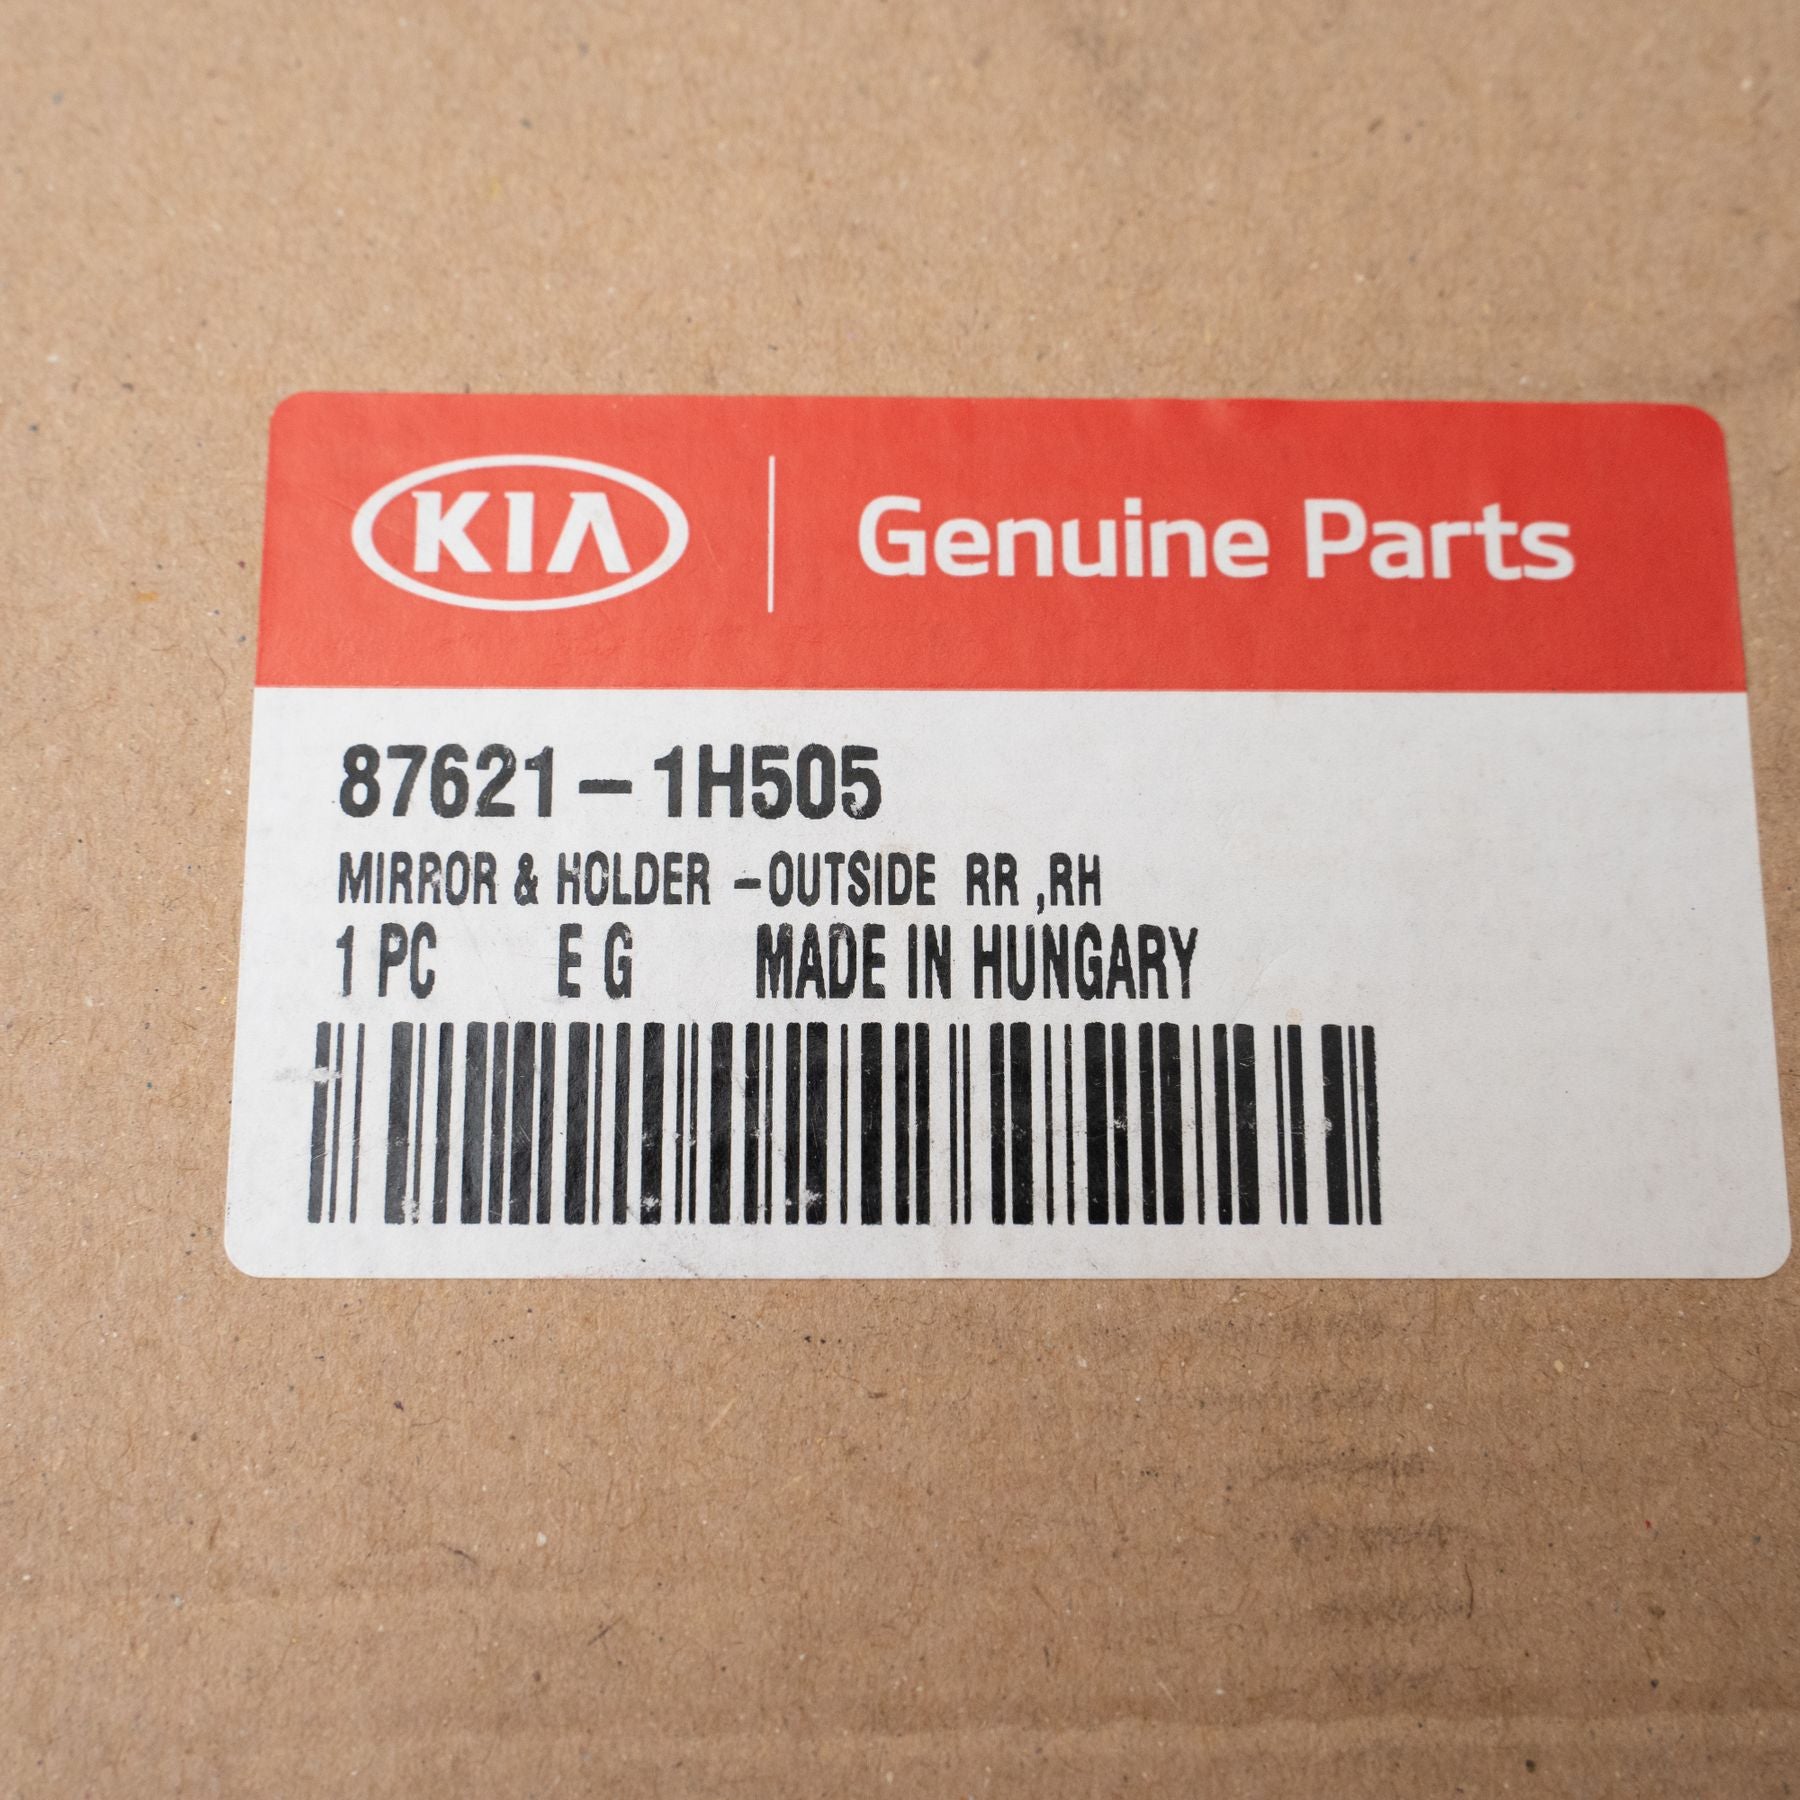 KIA Genuine Parts
87621-1H505
MIRROR & HOLDER -OUTSIDE RR ,RH
1 PC E G MADE IN HUNGARY